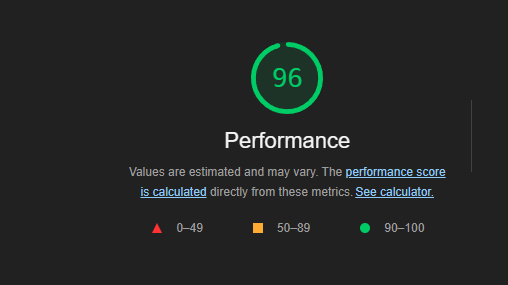 96
Performance
Values are estimated and may vary. The performance score
is calculated directly from these metrics. See calculator.
0–49 50–89 90–100